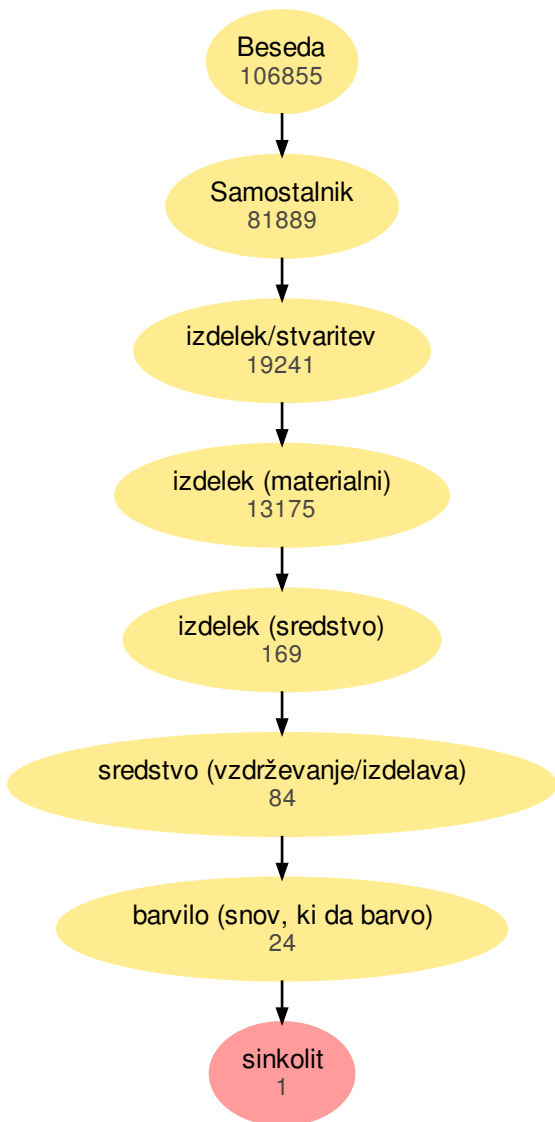 Beseda
106855
Samostalnik
81889
izdelek/stvaritev
19241
izdelek (materialni)
13175
izdelek (sredstvo)
169
sredstvo (vzdrževanje/izdelava)
84
barvilo (snov, ki da barvo)
24
sinkolit
1